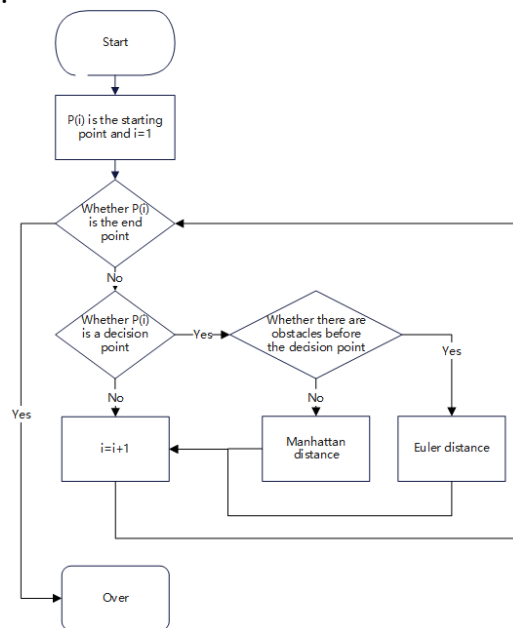 Start
P(i) is the starting
point and i=1
Whether P(i)
is the end
point
No
Whether P(i)
is a decision
point
Yes
Whether there are
obstacles before
the decision point
Yes
No
No
Yes
i=i+1
Manhattan
distance
Euler distance
Over